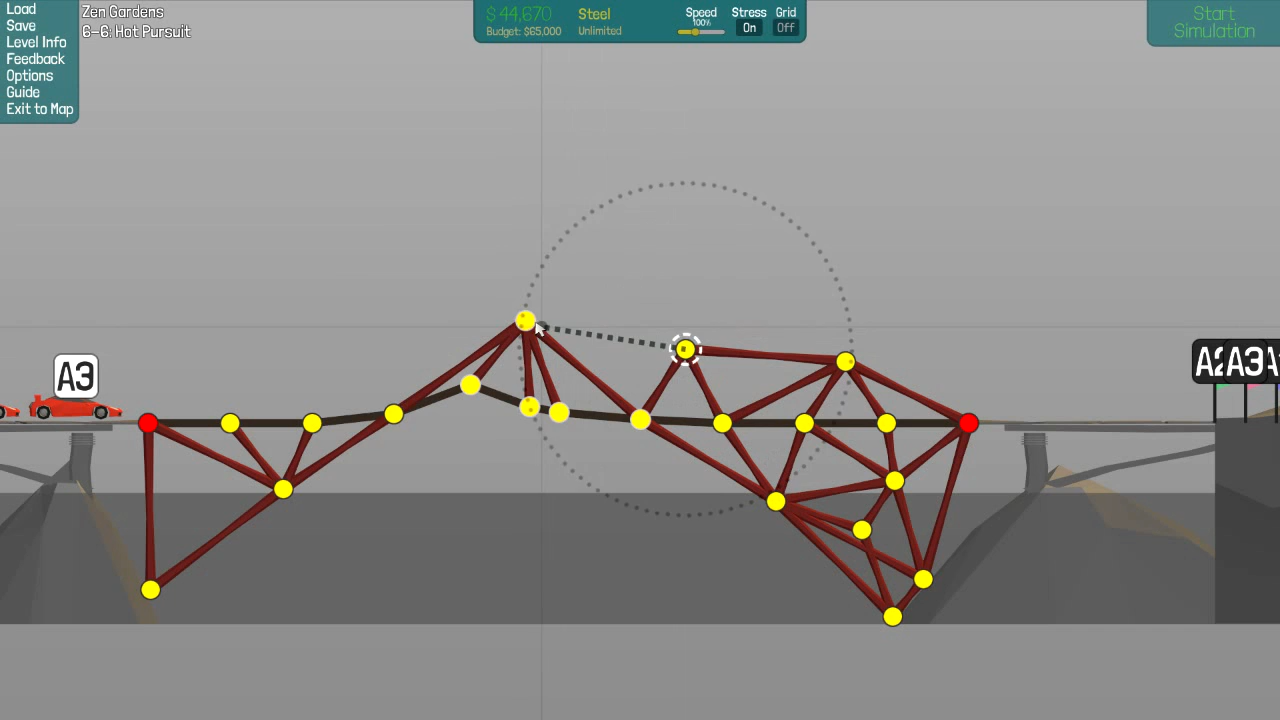 Load
Save
Level Info
Feedback
Options
Guide
Exit to Map
Zen Gardens
6-6: Hot Pursuit
$ 44,670
Budget: $65,000
Steel
Unlimited
Speed
100%
Stress
On
Grid
Off
Start
Simulation
A3
A2
A3